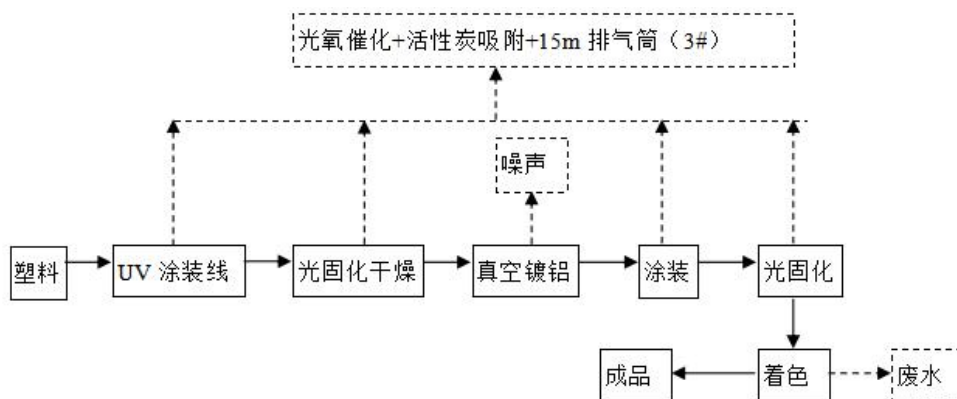 光氧催化+活性炭吸附+15m 排气筒（3#）
噪声
塑料
UV 涂装线
光固化干燥
真空镀铝
涂装
光固化
成品
着色
废水